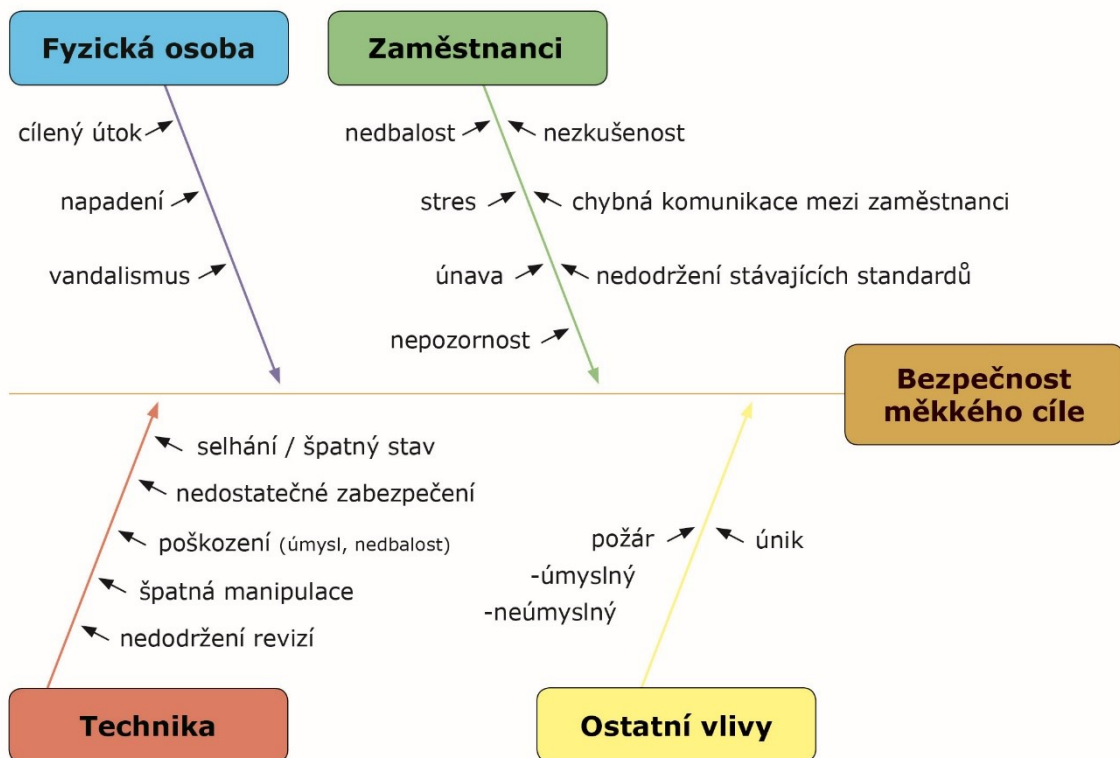 Fyzická osoba
cílený útok
napadení
vandalismus
Zaměstnanci
nedbalost
nezkušenost
stres
chybná komunikace mezi zaměstnanci
únava
nedodržení stávajících standardů
nepozornost
Bezpečnost
měkkého cíle
selhání / špatný stav
nedostatečné zabezpečení
poškození (úmysl, nedbalost)
špatná manipulace
nedodržení revizí
Technika
požár
-úmyslný
-neúmyslný
únik
Ostatní vlivy